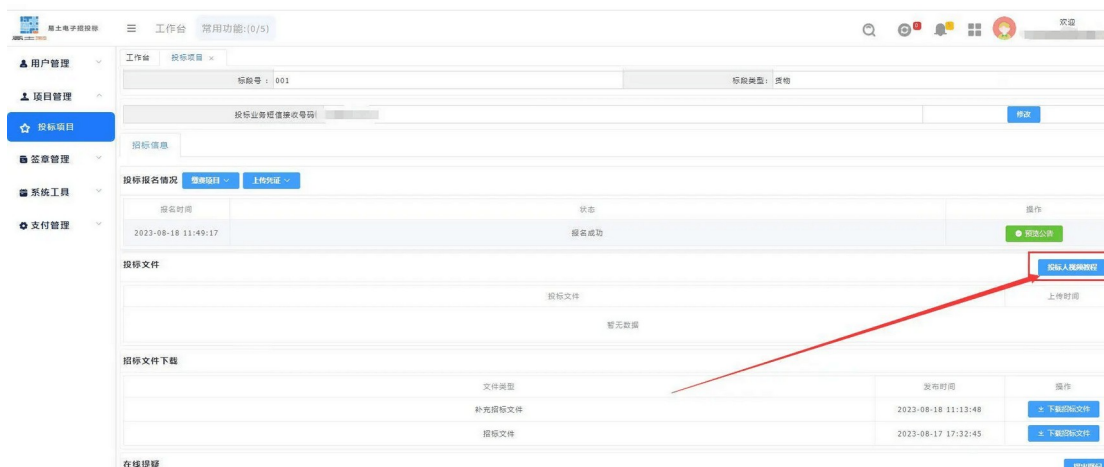 易土电子招投标
工作台 常用功能:(0/5)
欢迎
用户管理
项目管理
投标项目
签章管理
系统工具
支付管理
工作台 投标项目 ×
标段号 : 001 标段类型: 货物
投标业务短信接收号码 修改
招标信息
投标报名情况 上传凭证
报名时间 状态 操作
2023-08-18 11:49:17 报名成功 预览公告
投标文件 投标人视频教程
投标文件 上传时间
暂无数据
招标文件下载
文件类型 发布时间 操作
补充招标文件 2023-08-18 11:13:48 下载招标文件
招标文件 2023-08-17 17:32:45 下载招标文件
在线提疑